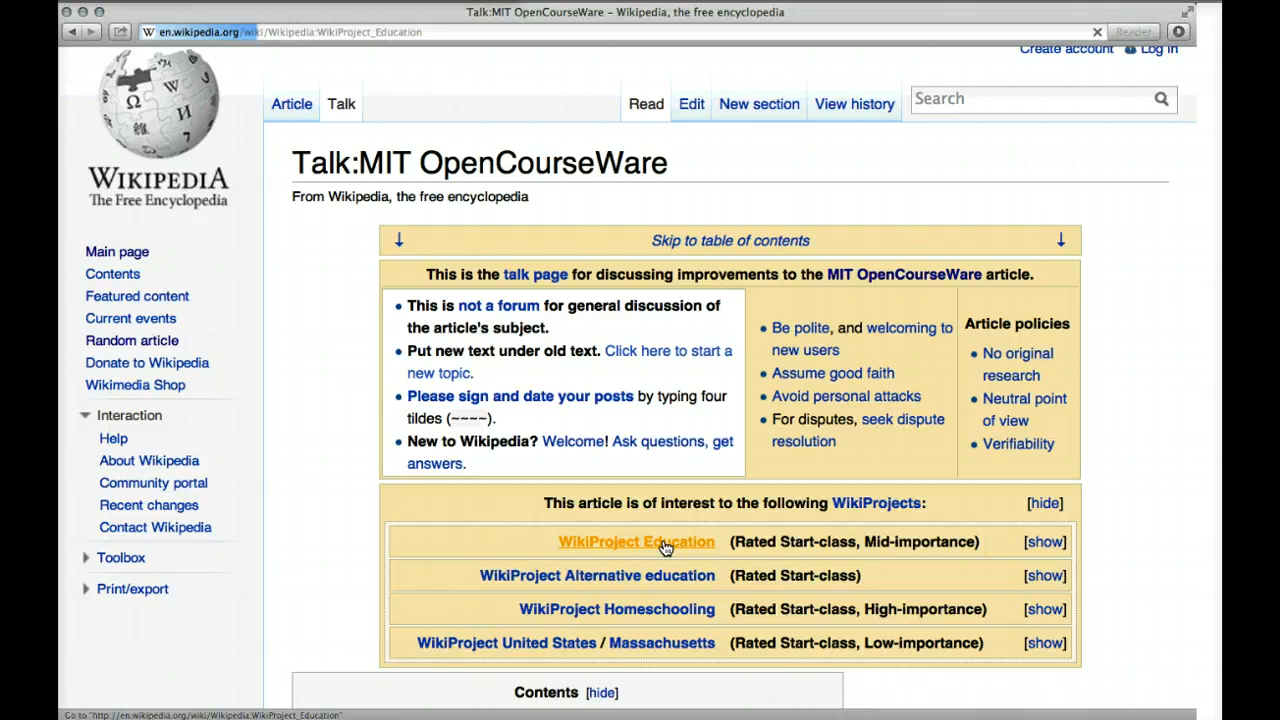 Talk:MIT OpenCourseWare – Wikipedia, the free encyclopedia
W en.wikipedia.org/wiki/Wikipedia:WikiProject_Education
Reader
Create account Log in
Article Talk Read Edit New section View history Search
WIKIPEDIA
The Free Encyclopedia
Main page
Contents
Featured content
Current events
Random article
Donate to Wikipedia
Wikimedia Shop
Interaction
Help
About Wikipedia
Community portal
Recent changes
Contact Wikipedia
Toolbox
Print/export
Talk:MIT OpenCourseWare
From Wikipedia, the free encyclopedia
↓ Skip to table of contents ↓
This is the talk page for discussing improvements to the MIT OpenCourseWare article.
• This is not a forum for general discussion of
the article's subject.
• Put new text under old text. Click here to start a
new topic.
• Please sign and date your posts by typing four
tildes (~~~~).
• New to Wikipedia? Welcome! Ask questions, get
answers.
• Be polite, and welcoming to
new users
• Assume good faith
• Avoid personal attacks
• For disputes, seek dispute
resolution
Article policies
• No original
research
• Neutral point
of view
• Verifiability
This article is of interest to the following WikiProjects: [hide]
WikiProject Education (Rated Start-class, Mid-importance) [show]
WikiProject Alternative education (Rated Start-class) [show]
WikiProject Homeschooling (Rated Start-class, High-importance) [show]
WikiProject United States / Massachusetts (Rated Start-class, Low-importance) [show]
Contents [hide]
Go to "http://en.wikipedia.org/wiki/Wikipedia:WikiProject_Education"